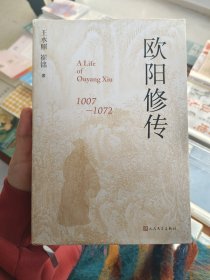 欧阳修传
王水照 崔铭 著
A Life
of
Ouyang Xiu
1007
—1072
人民文学出版社